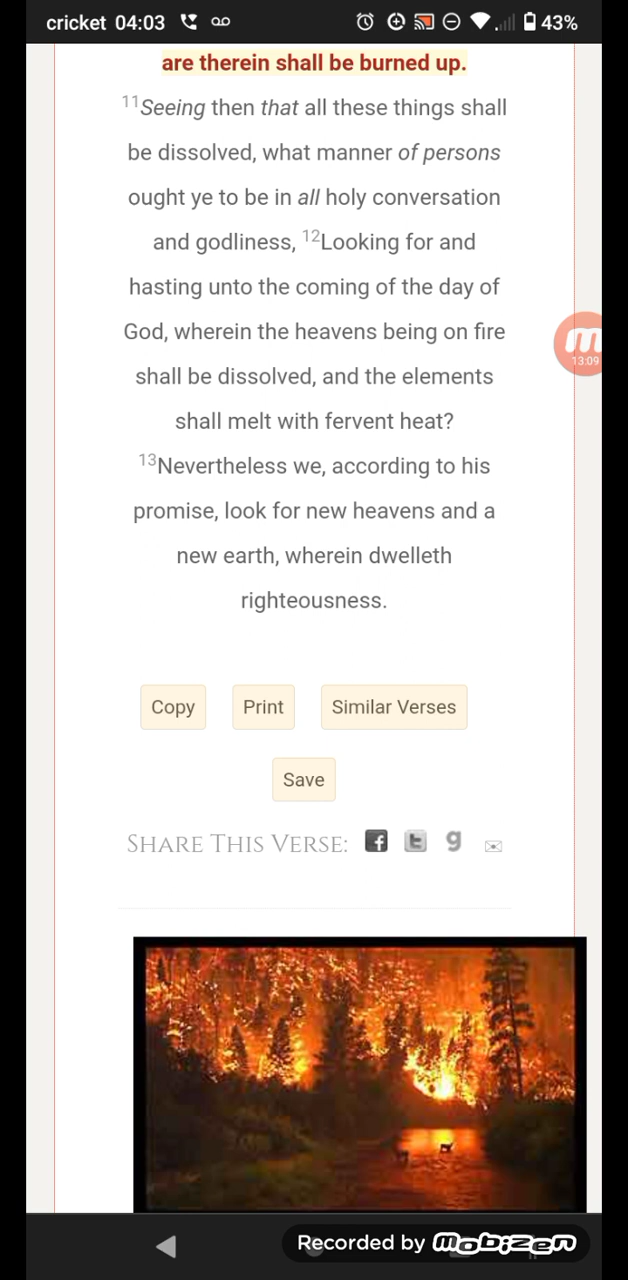 cricket 04:03 43%
are therein shall be burned up.
11Seeing then that all these things shall
be dissolved, what manner of persons
ought ye to be in all holy conversation
and godliness, 12Looking for and
hasting unto the coming of the day of
God, wherein the heavens being on fire
13:09
shall be dissolved, and the elements
shall melt with fervent heat?
13Nevertheless we, according to his
promise, look for new heavens and a
new earth, wherein dwelleth
righteousness.
Copy Print Similar Verses
Save
SHARE THIS VERSE:
Recorded by mobizen